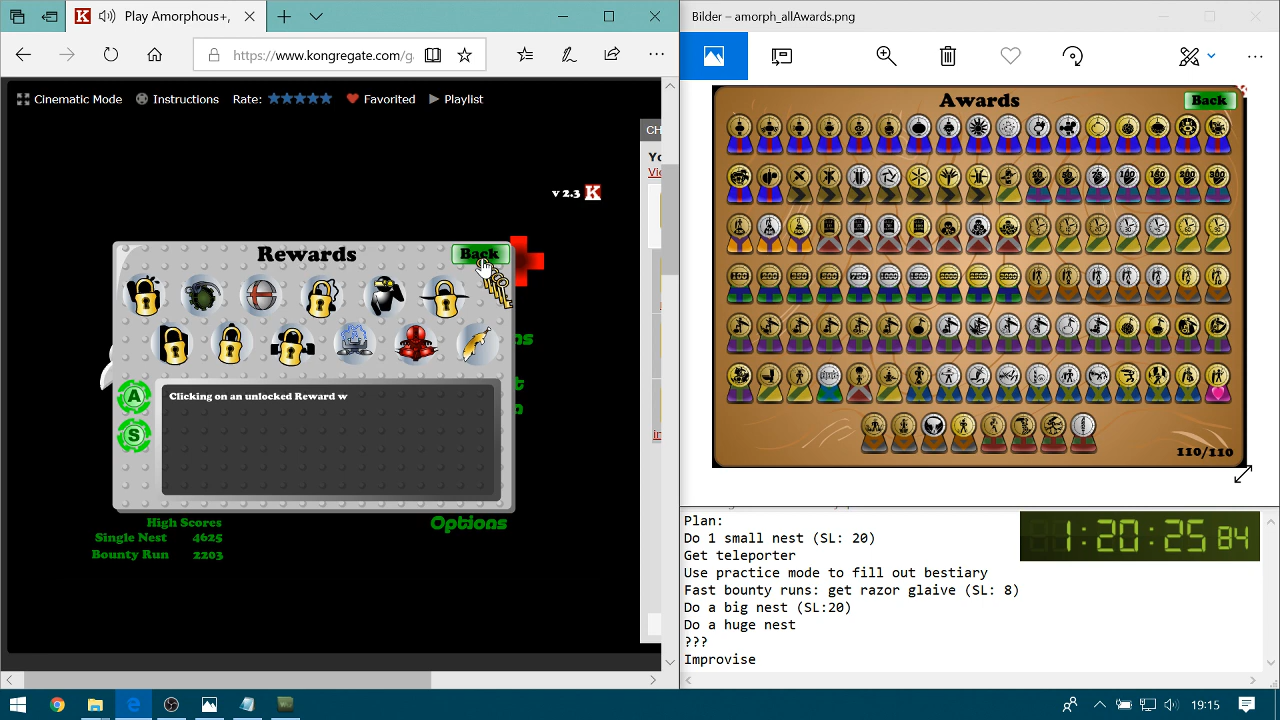 Play Amorphous+,
https://www.kongregate.com/g
Cinematic Mode
Instructions
Rate:
Favorited
Playlist
CH
Yo
Vie
v 2.3 K
Rewards
Back
A
S
Clicking on an unlocked Reward w
in
High Scores
Single Nest 4625
Bounty Run 2203
Options
Bilder – amorph_allAwards.png
Awards
Back
110/110
Plan:
Do 1 small nest (SL: 20)
Get teleporter
Use practice mode to fill out bestiary
Fast bounty runs: get razor glaive (SL: 8)
Do a big nest (SL:20)
Do a huge nest
???
Improvise
1:20:25 84
19:15